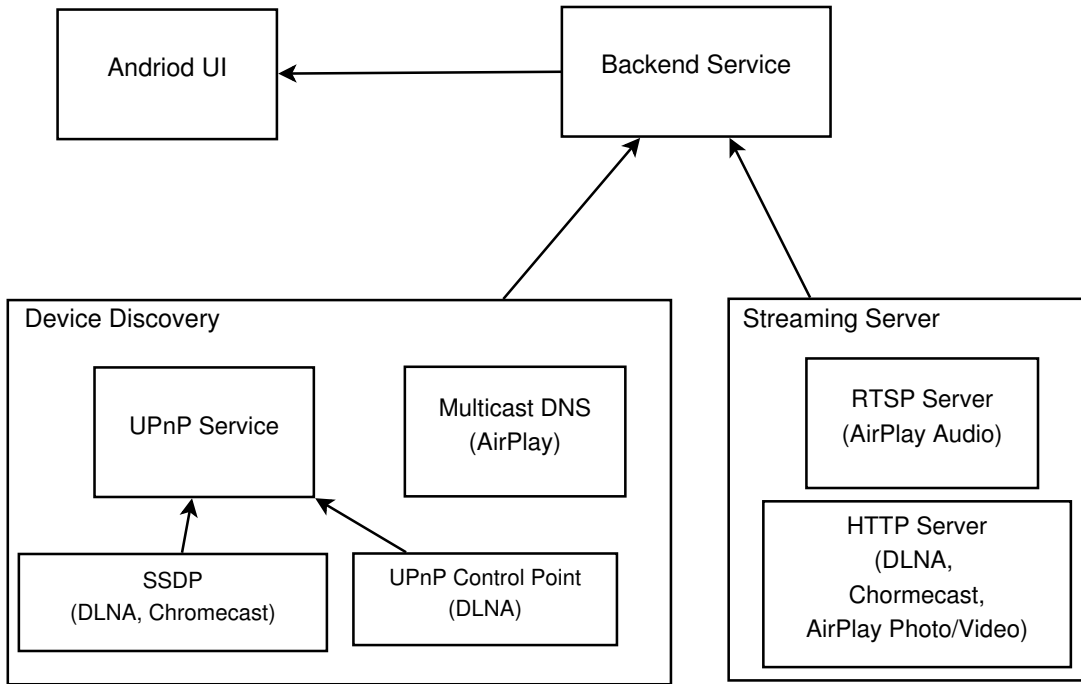 Andriod UI
Backend Service
Device Discovery
UPnP Service
Multicast DNS
(AirPlay)
SSDP
(DLNA, Chromecast)
UPnP Control Point
(DLNA)
Streaming Server
RTSP Server
(AirPlay Audio)
HTTP Server
(DLNA,
Chormecast,
AirPlay Photo/Video)